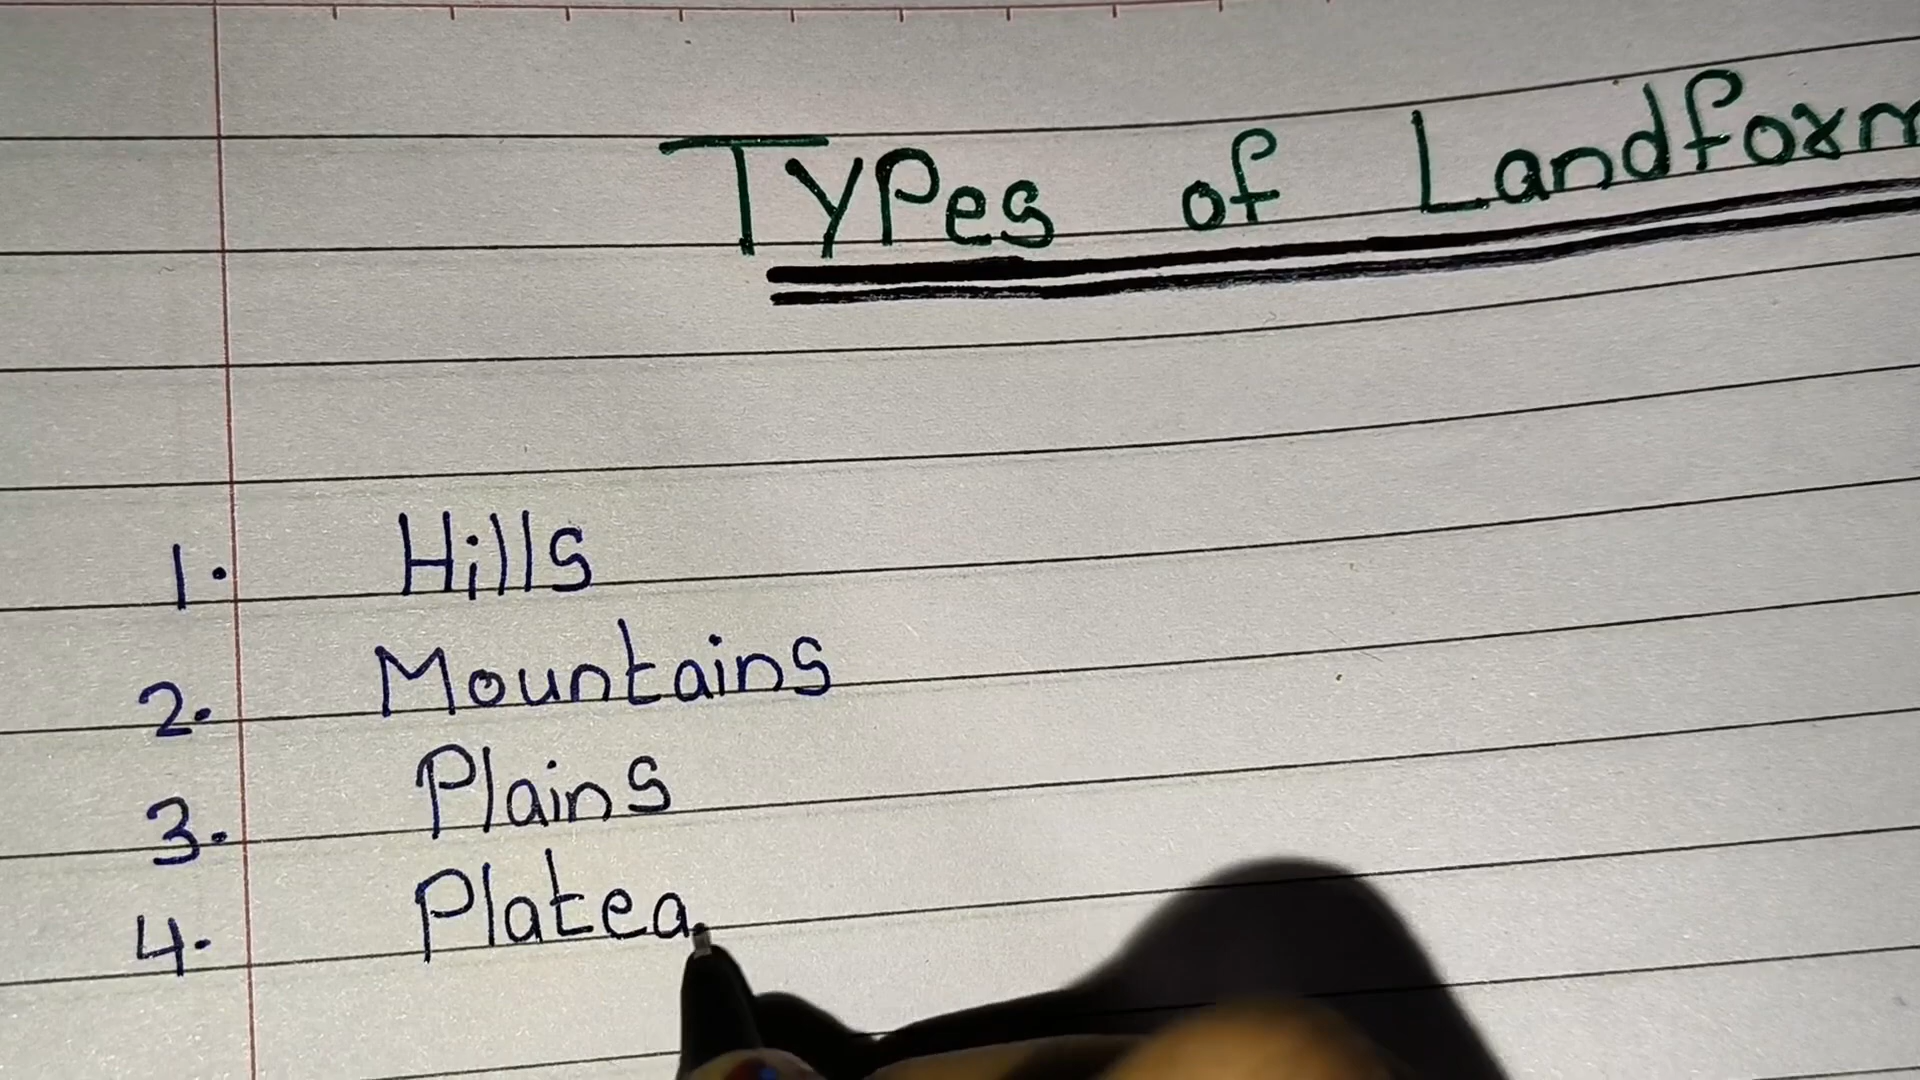 Types of Landform
1. Hills
2. Mountains
3. Plains
4. Platea